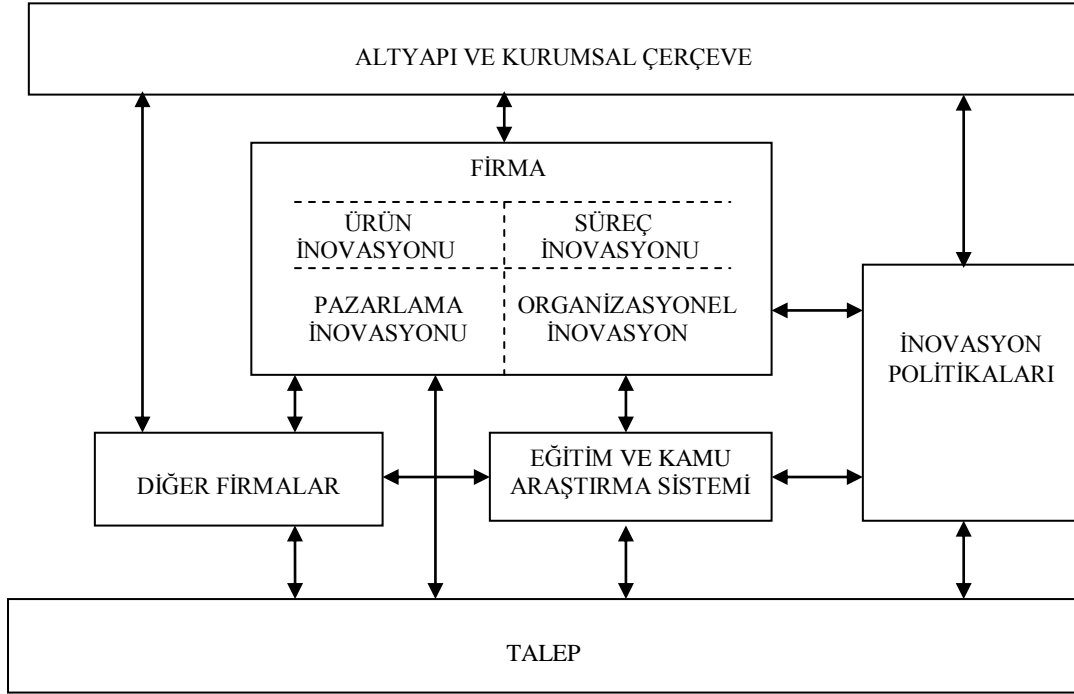 ALTYAPI VE KURUMSAL ÇERÇEVE
FİRMA
ÜRÜN
İNOVASYONU
SÜREÇ
İNOVASYONU
PAZARLAMA
İNOVASYONU
ORGANİZASYONEL
İNOVASYON
İNOVASYON
POLİTİKALARI
DİĞER FİRMALAR
EĞİTİM VE KAMU
ARAŞTIRMA SİSTEMİ
TALEP